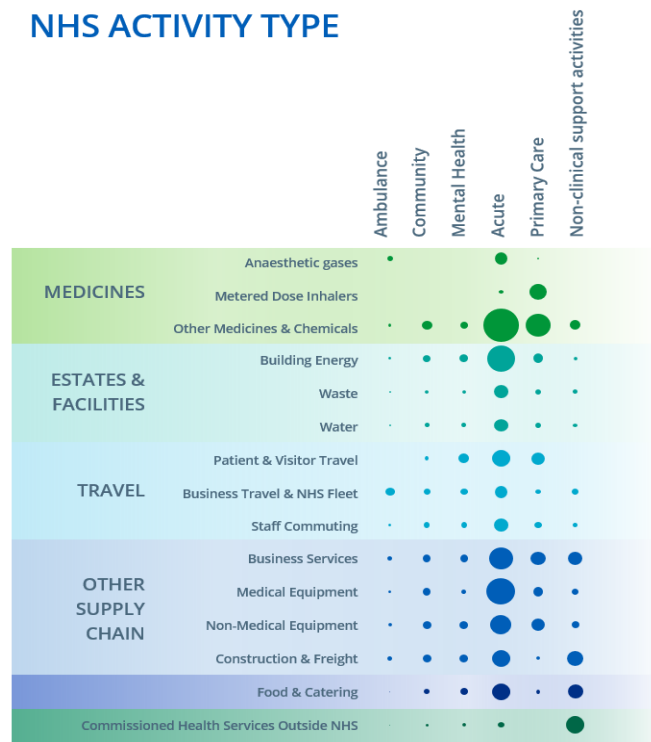 NHS ACTIVITY TYPE
Ambulance
Community
Mental Health
Acute
Primary Care
Non-clinical support activities
MEDICINES
Anaesthetic gases
Metered Dose Inhalers
Other Medicines & Chemicals
ESTATES &
FACILITIES
Building Energy
Waste
Water
TRAVEL
Patient & Visitor Travel
Business Travel & NHS Fleet
Staff Commuting
OTHER
SUPPLY
CHAIN
Business Services
Medical Equipment
Non-Medical Equipment
Construction & Freight
Food & Catering
Commissioned Health Services Outside NHS